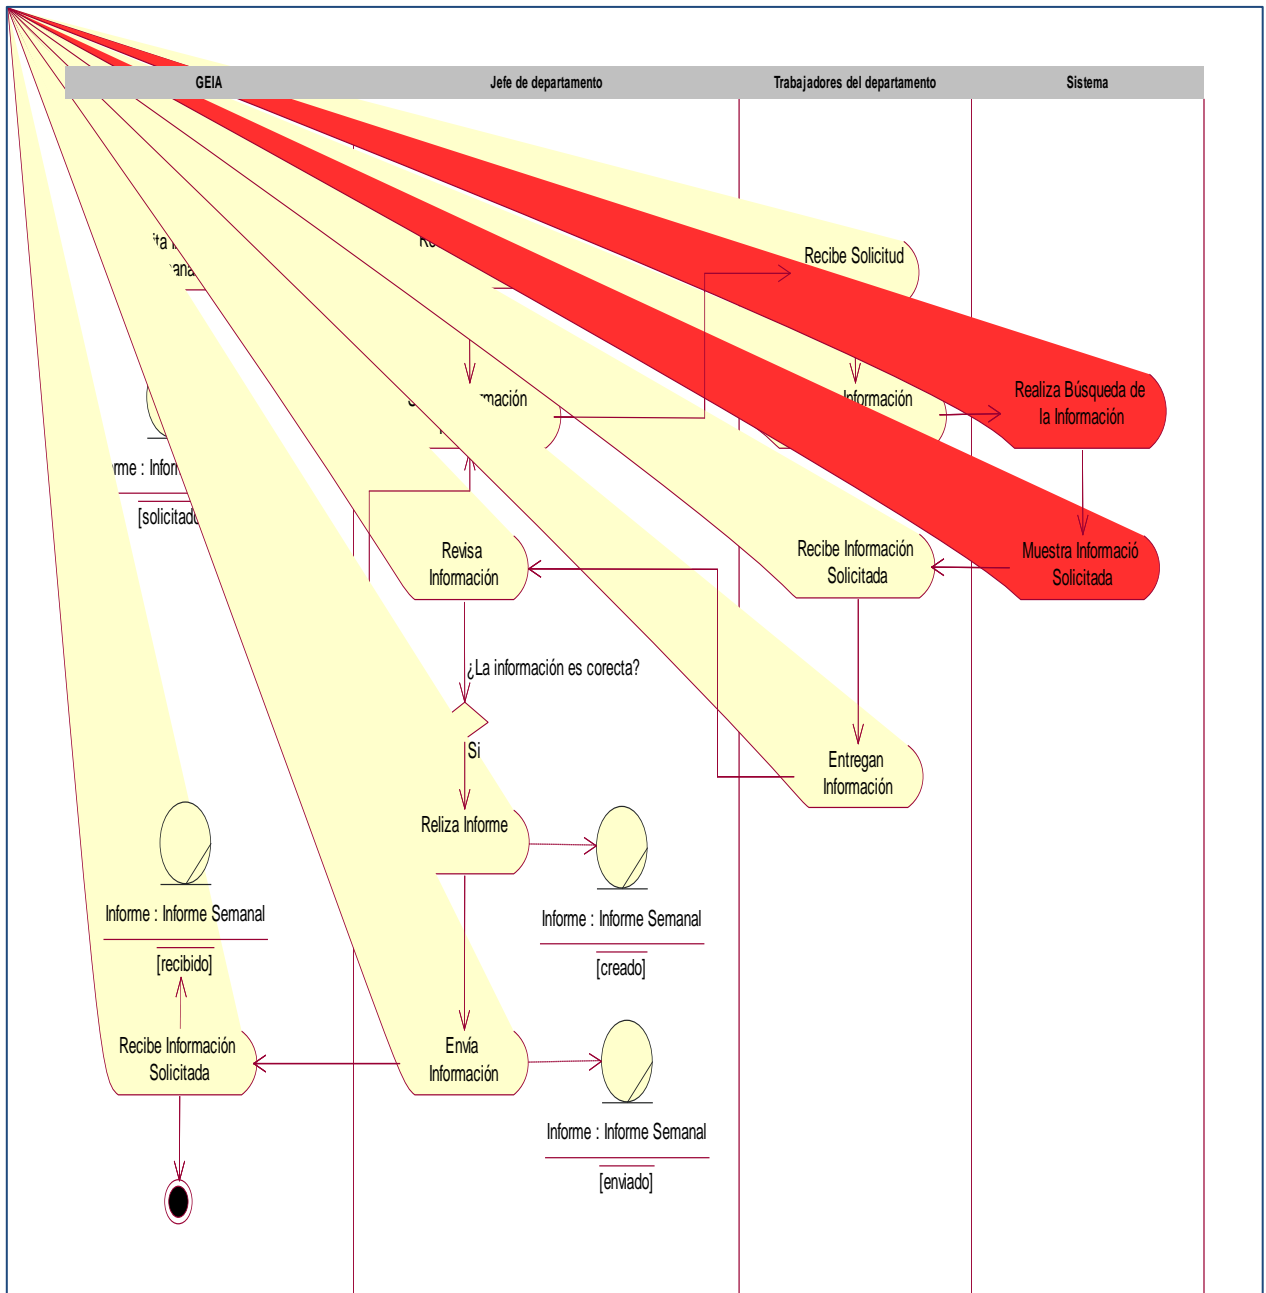 GEIA
Jefe de departamento
Trabajadores del departamento
Sistema
Recibe Solicitud
Información
Realiza Búsqueda de
la Información
[solicitado
Revisa
Información
Recibe Información
Solicitada
Muestra Informació
Solicitada
¿La información es corecta?
Si
Entregan
Información
Reliza Informe
Informe : Informe Semanal
[recibido]
Informe : Informe Semanal
[creado]
Recibe Información
Solicitada
Envía
Información
Informe : Informe Semanal
[enviado]